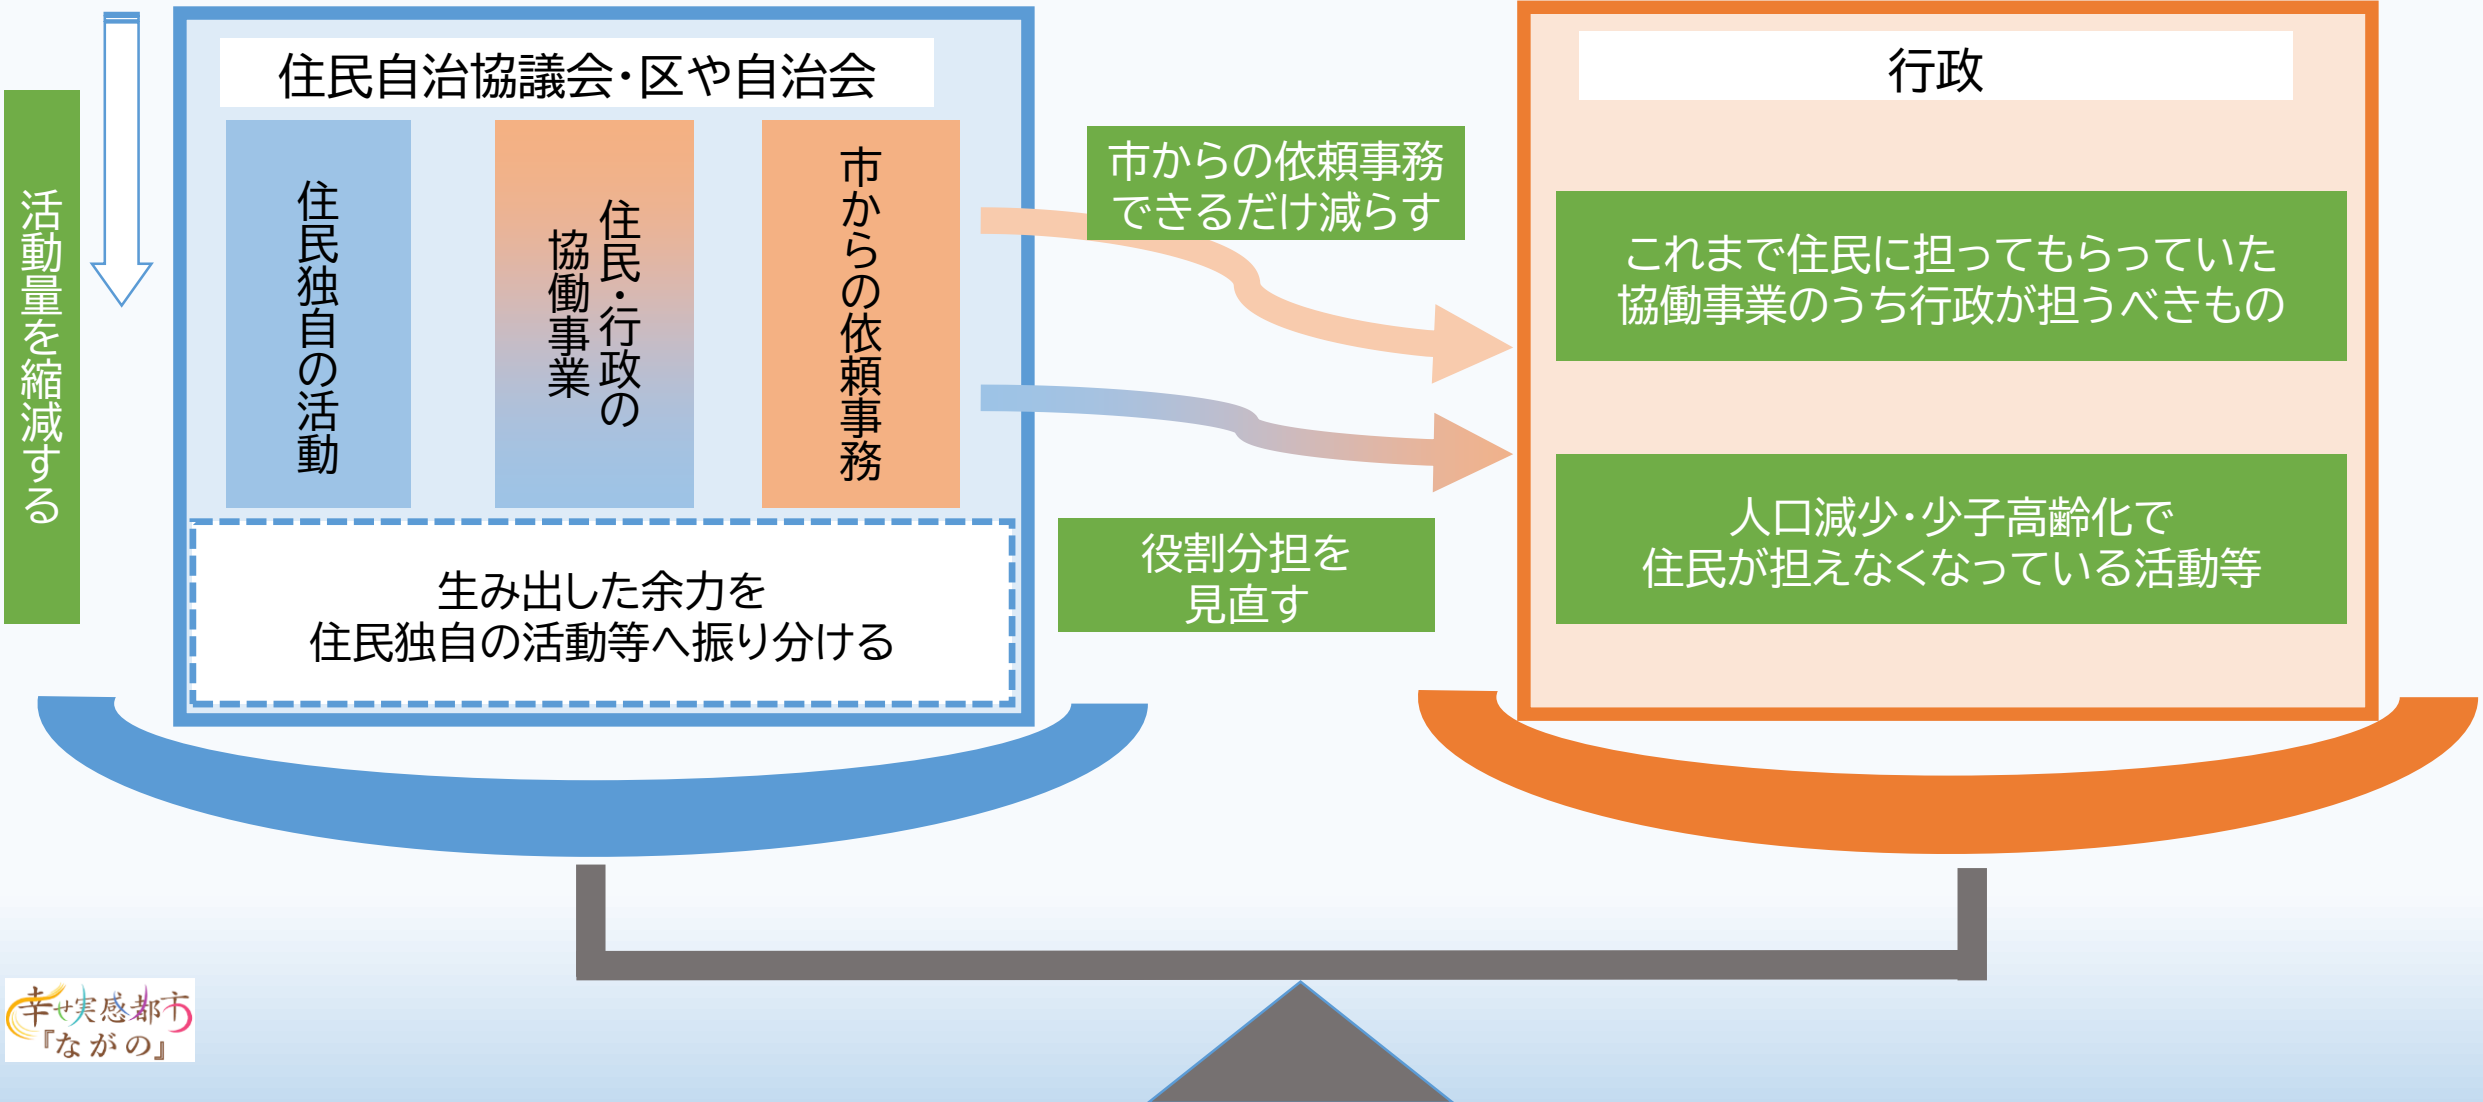 活動量を縮減する
住民自治協議会・区や自治会
住民独自の活動
住民・行政の
協働事業
市からの依頼事務
生み出した余力を
住民独自の活動等へ振り分ける
市からの依頼事務
できるだけ減らす
役割分担を
見直す
行政
これまで住民に担ってもらっていた
協働事業のうち行政が担うべきもの
人口減少・少子高齢化で
住民が担えなくなっている活動等
幸せ実感都市
『ながの』